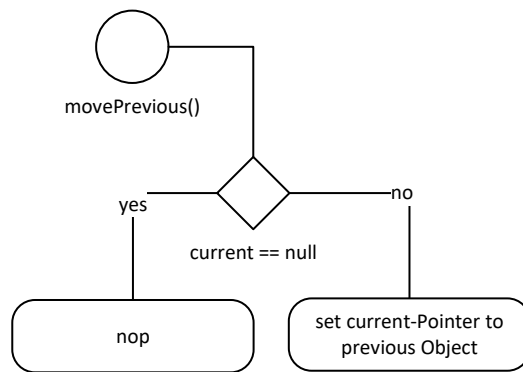 movePrevious()
yes
no
current == null
nop
set current-Pointer to
previous Object